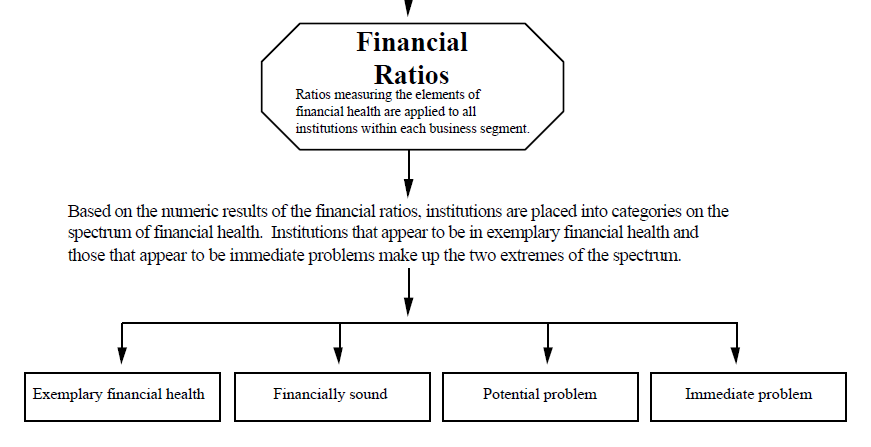 Financial
Ratios
Ratios measuring the elements of
financial health are applied to all
institutions within each business segment.
Based on the numeric results of the financial ratios, institutions are placed into categories on the
spectrum of financial health.  Institutions that appear to be in exemplary financial health and
those that appear to be immediate problems make up the two extremes of the spectrum.
Exemplary financial health
Financially sound
Potential problem
Immediate problem